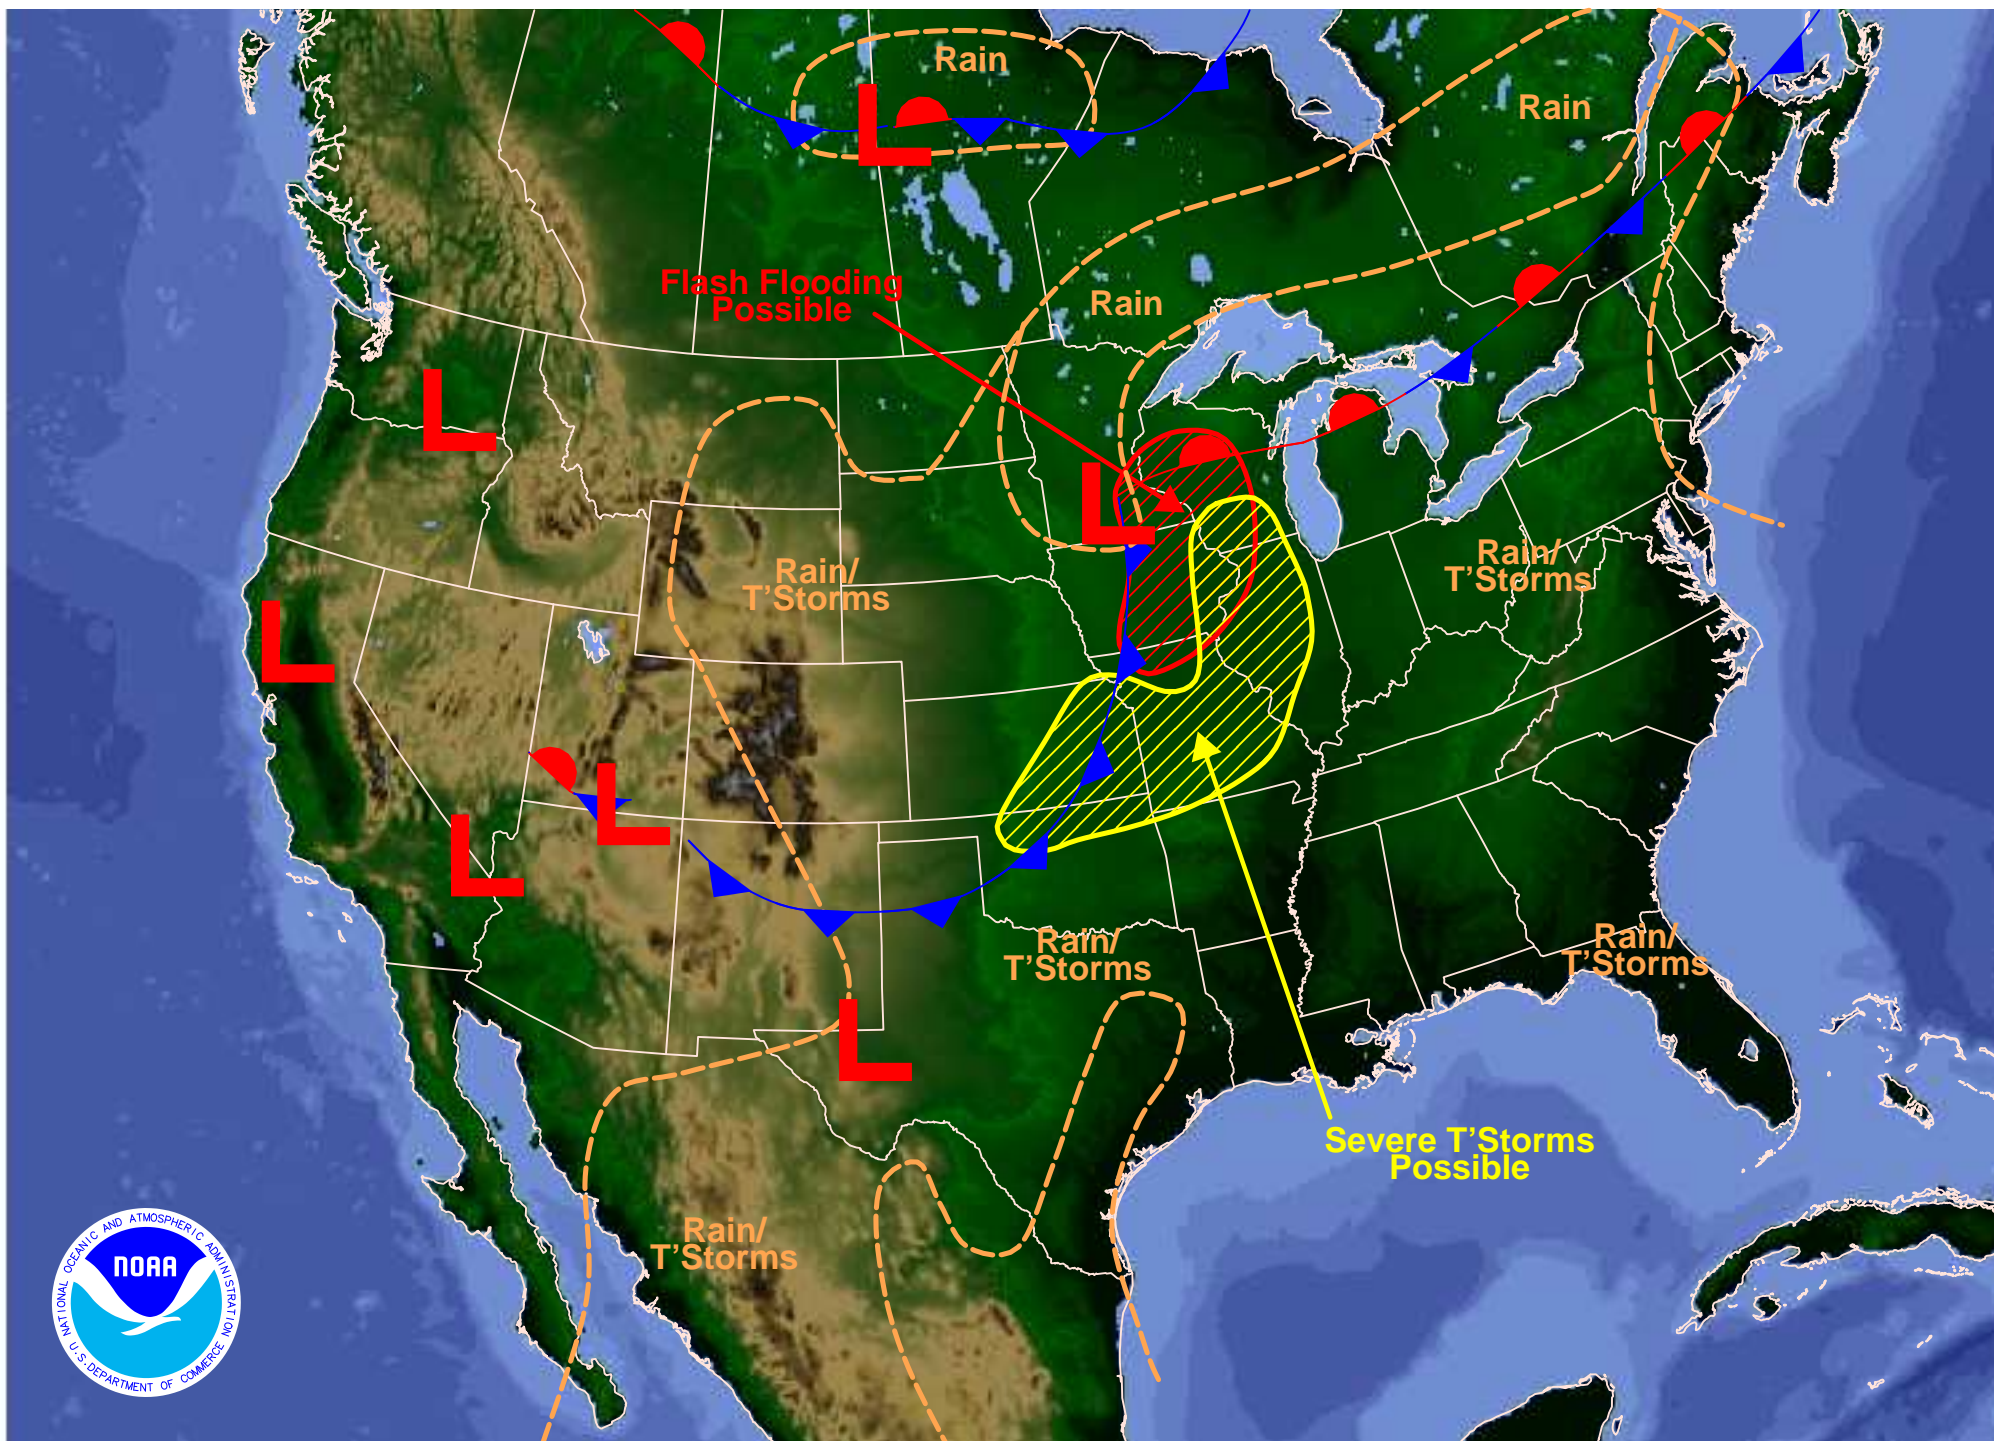 Rain
Rain
Flash Flooding
Possible
Rain
L
L
L
Rain/
T'Storms
Rain/
T'Storms
L
L
L
Rain/
T'Storms
Rain/
T'Storms
L
Severe T'Storms
Possible
Rain/
T'Storms
NATIONAL OCEANIC AND ATMOSPHERIC ADMINISTRATION
NOAA
U.S. DEPARTMENT OF COMMERCE